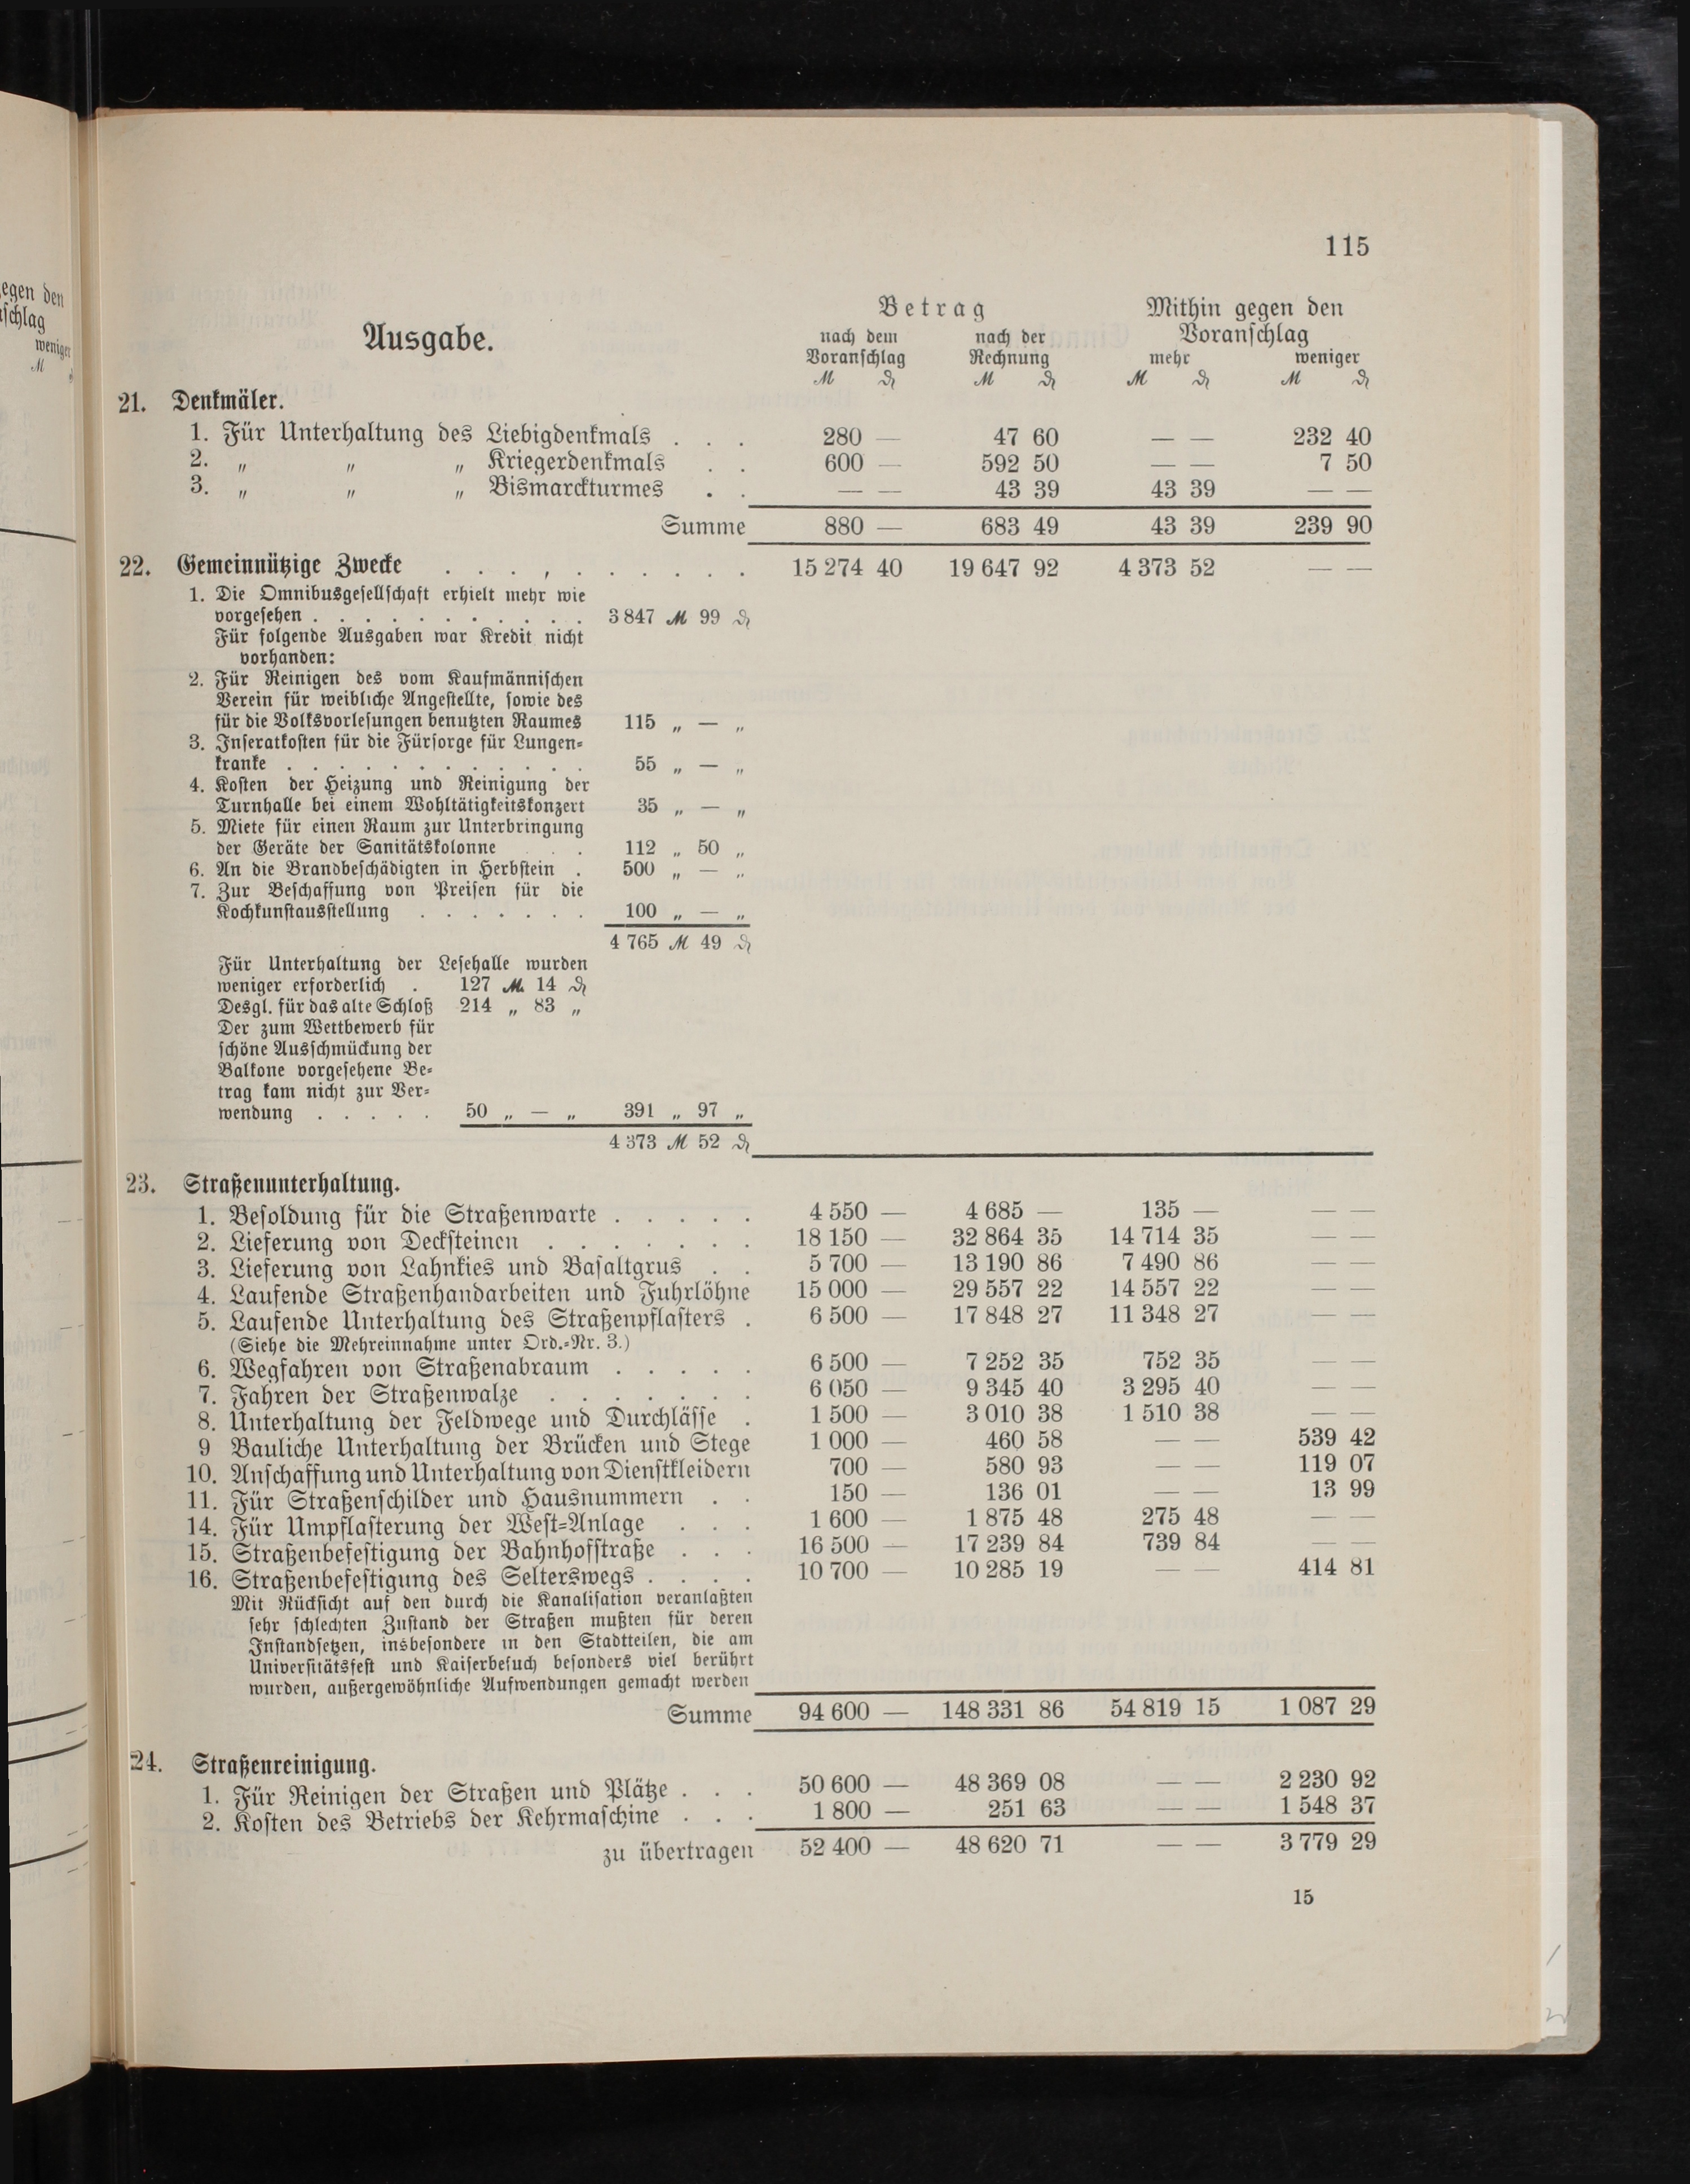 egen den
schlag
weniger
M
115
Ausgabe.
Betrag
Mithin gegen den
Voranschlag
nach dem
Voranschlag
nach der
Rechnung
mehr
weniger
M ₰ M ₰ M ₰ M ₰
21. Denkmäler.
1. Für Unterhaltung des Liebigdenkmals . . . 280 — 47 60 — — 232 40
2. „ „ „ Kriegerdenkmals . . 600 — 592 50 — — 7 50
3. „ „ „ Bismarckturmes . . — — 43 39 43 39 — —
Summe 880 — 683 49 43 39 239 90
22. Gemeinnützige Zwecke . . . , . . . . . . 15 274 40 19 647 92 4 373 52 — —
1. Die Omnibusgesellschaft erhielt mehr wie
vorgesehen . . . . . . . . . . . 3 847 M 99 ₰
Für folgende Ausgaben war Kredit nicht
vorhanden:
2. Für Reinigen des vom Kaufmännischen
Verein für weibliche Angestellte, sowie des
für die Volksvorlesungen benutzten Raumes 115 „ — „
3. Inseratkosten für die Fürsorge für Lungen-
kranke . . . . . . . . . . . . 55 „ — „
4. Kosten der Heizung und Reinigung der
Turnhalle bei einem Wohltätigkeitskonzert 35 „ — „
5. Miete für einen Raum zur Unterbringung
der Geräte der Sanitätskolonne . . 112 „ 50 „
6. An die Brandbeschädigten in Herbstein . 500 „ — „
7. Zur Beschaffung von Preisen für die
Kochkunstausstellung . . . . . . . 100 „ — „
4 765 M 49 ₰
Für Unterhaltung der Lesehalle wurden
weniger erforderlich . 127 M 14 ₰
Desgl. für das alte Schloß 214 „ 83 „
Der zum Wettbewerb für
schöne Ausschmückung der
Balkone vorgesehene Be-
trag kam nicht zur Ver-
wendung . . . . . 50 „ — „ 391 „ 97 „
4 373 M 52 ₰
23. Straßenunterhaltung.
1. Besoldung für die Straßenwarte . . . . . 4 550 — 4 685 — 135 — — —
2. Lieferung von Decksteinen . . . . . . . 18 150 — 32 864 35 14 714 35 — —
3. Lieferung von Lahnkies und Basaltgrus . . 5 700 — 13 190 86 7 490 86 — —
4. Laufende Straßenhandarbeiten und Fuhrlöhne 15 000 — 29 557 22 14 557 22 — —
5. Laufende Unterhaltung des Straßenpflasters . 6 500 — 17 848 27 11 348 27 — —
(Siehe die Mehreinnahme unter Ord.-Nr. 3.)
6. Wegfahren von Straßenabraum . . . . . 6 500 — 7 252 35 752 35 — —
7. Fahren der Straßenwalze . . . . . . . 6 050 — 9 345 40 3 295 40 — —
8. Unterhaltung der Feldwege und Durchlässe . 1 500 — 3 010 38 1 510 38 — —
9 Bauliche Unterhaltung der Brücken und Stege 1 000 — 460 58 — — 539 42
10. Anschaffung und Unterhaltung von Dienstkleidern 700 — 580 93 — — 119 07
11. Für Straßenschilder und Hausnummern . . 150 — 136 01 — — 13 99
14. Für Umpflasterung der West-Anlage . . . 1 600 — 1 875 48 275 48 — —
15. Straßenbefestigung der Bahnhofstraße . . . 16 500 — 17 239 84 739 84 — —
16. Straßenbefestigung des Selterswegs . . . . 10 700 — 10 285 19 — — 414 81
Mit Rücksicht auf den durch die Kanalisation veranlaßten
sehr schlechten Zustand der Straßen mußten für deren
Instandsetzen, insbesondere in den Stadtteilen, die am
Universitätsfest und Kaiserbesuch besonders viel berührt
wurden, außergewöhnliche Aufwendungen gemacht werden
Summe 94 600 — 148 331 86 54 819 15 1 087 29
24. Straßenreinigung.
1. Für Reinigen der Straßen und Plätze . . . 50 600 — 48 369 08 — — 2 230 92
2. Kosten des Betriebs der Kehrmaschine . . . 1 800 — 251 63 — — 1 548 37
zu übertragen 52 400 — 48 620 71 — — 3 779 29
15